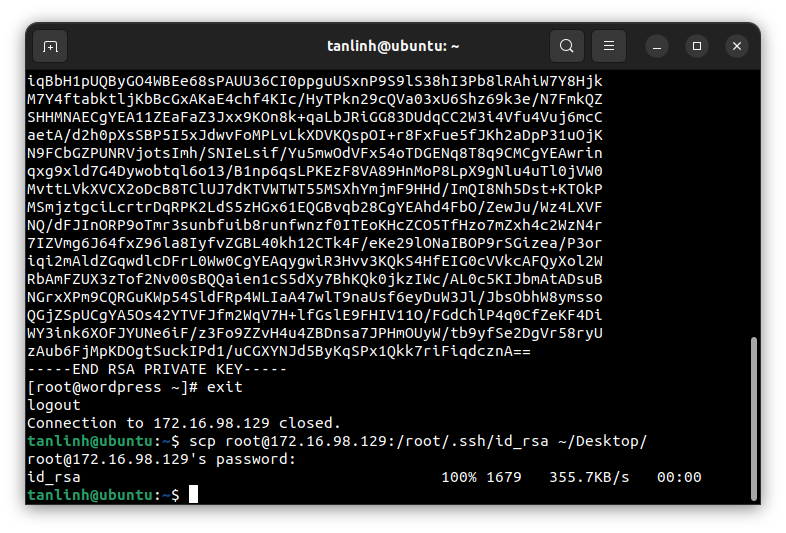 tanlinh@ubuntu: ~
iqBbH1pUQByGO4WBEe68sPAUU36CI0ppguUSxnP9S9lS38hI3Pb8lRAhiW7Y8Hjk
M7Y4ftabktljKbBcGxAKaE4chf4KIc/HyTPkn29cQVa03xU6Shz69k3e/N7FmkQZ
SHHMNAECgYEA11ZEaFaZ3Jxx9KOn8k+qaLbJRiGG83DUdqCC2W3i4Vfu4Vuj6mcC
aetA/d2h0pXsSBP5I5xJdwvFoMPLvLkXDVKQspOI+r8FxFue5fJKh2aDpP31uOjK
N9FCbGZPUNRVjotsImh/SNIeLsif/Yu5mwOdVFx54oTDGENq8T8q9CMCgYEAwrin
qxg9xld7G4Dywobtql6o13/B1np6qsLPKEzF8VA89HnMoP8LpX9gNlu4uTl0jVW0
MvttLVkXVCX2oDcB8TClUJ7dKTVWTWT55MSXhYmjmF9HHd/ImQI8Nh5Dst+KTOkP
MSmjztgciLcrtrDqRPK2LdS5zHGx61EQGBvqb28CgYEAhd4FbO/ZewJu/Wz4LXVF
NQ/dFJInORP9oTmr3sunbfuib8runfwnzf0ITEoKHcZCO5TfHzo7mZxh4c2WzN4r
7IZVmg6J64fxZ96la8IyfvZGBL40kh12CTk4F/eKe29lONaIBOP9rSGizea/P3or
iqi2mAldZGqwdlcDFrL0Ww0CgYEAqygwiR3Hvv3KQkS4HfEIG0cVVkcAFQyXol2W
RbAmFZUX3zTof2Nv00sBQQaien1cS5dXy7BhKQk0jkzIWc/AL0c5KIJbmAtADsuB
NGrxXPm9CQRGuKWp54SldFRp4WLIaA47wlT9naUsf6eyDuW3Jl/JbsObhW8ymsso
QGjZSpUCgYA5Os42YTVFJfm2WqV7H+lfGslE9FHIV11O/FGdChlP4q0CfZeKF4Di
WY3ink6XOFJYUNe6iF/z3Fo9ZZvH4u4ZBDnsa7JPHmOUyW/tb9yfSe2DgVr58ryU
zAub6FjMpKDOgtSuckIPd1/uCGXYNJd5ByKqSPx1Qkk7riFiqdcznA==
-----END RSA PRIVATE KEY-----
[root@wordpress ~]# exit
logout
Connection to 172.16.98.129 closed.
tanlinh@ubuntu:~$ scp root@172.16.98.129:/root/.ssh/id_rsa ~/Desktop/
root@172.16.98.129's password:
id_rsa 100% 1679 355.7KB/s 00:00
tanlinh@ubuntu:~$